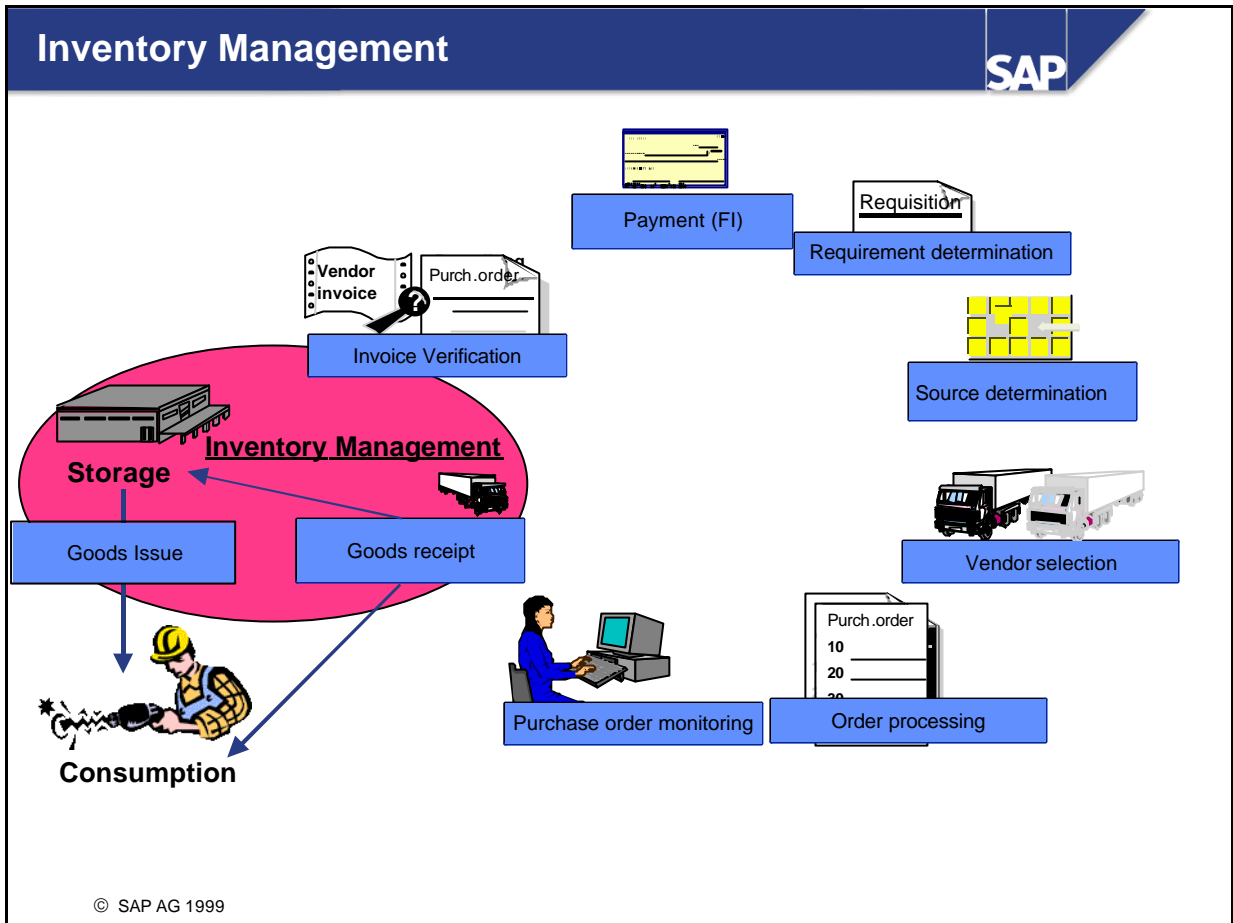 Inventory Management
SAP
Payment (FI)
Requisition
Requirement determination
Vendor
invoice
?
Purch.order
Invoice Verification
Source determination
Inventory Management
Storage
Goods Issue
Goods receipt
Vendor selection
Purch.order
10
20
Purchase order monitoring
Order processing
Consumption
© SAP AG 1999